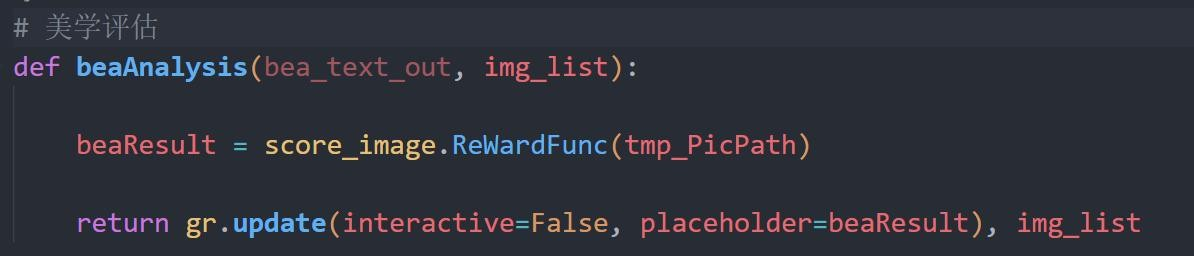 # 美学评估
def beaAnalysis(bea_text_out, img_list):
    beaResult = score_image.ReWardFunc(tmp_PicPath)
    return gr.update(interactive=False, placeholder=beaResult), img_list